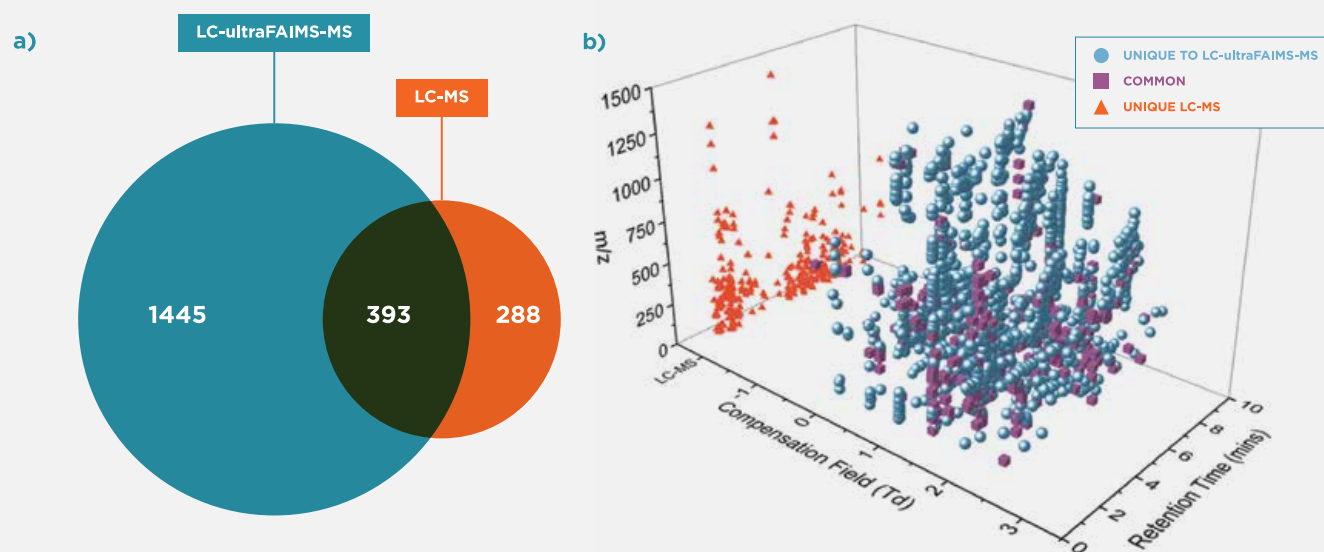 a)
LC-ultraFAIMS-MS
LC-MS
1445
393
288
b)
UNIQUE TO LC-ultraFAIMS-MS
COMMON
UNIQUE LC-MS
m/z
1500
1250
1000
750
500
250
0
LC-MS
-1
0
1
2
3
Compensation Field (Td)
0
2
4
6
8
10
Retention Time (mins)